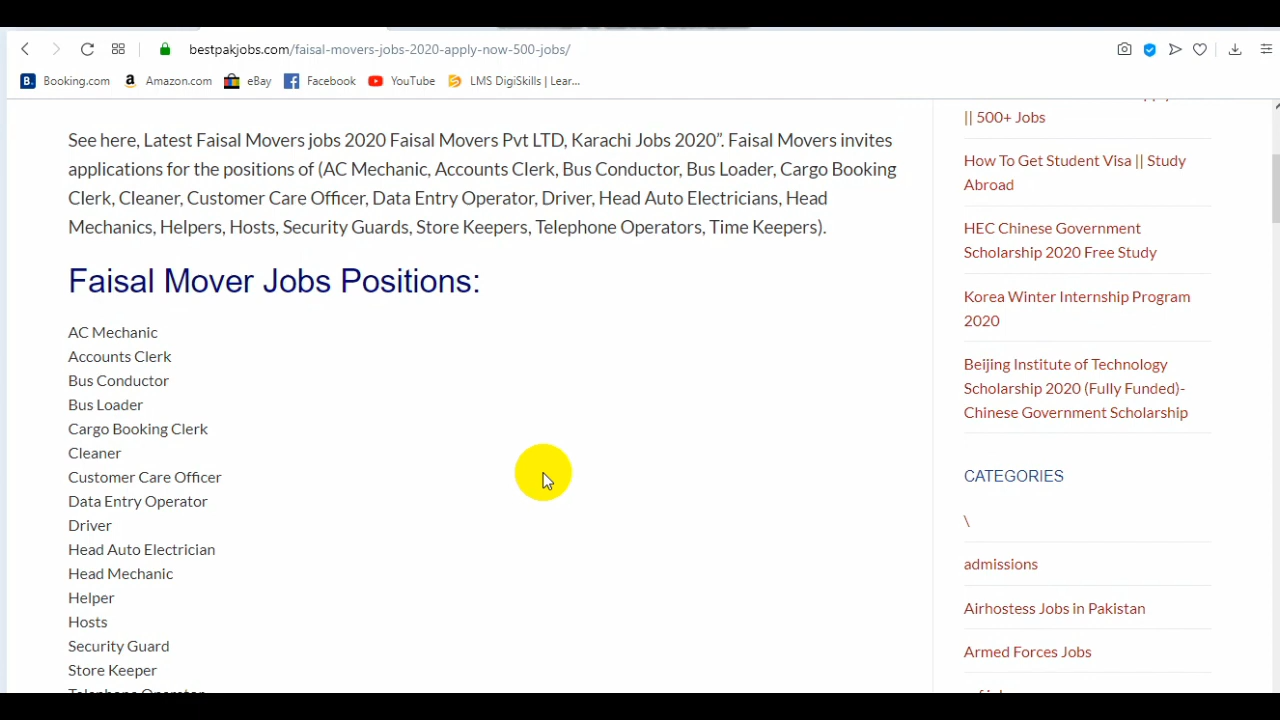 bestpakjobs.com/faisal-movers-jobs-2020-apply-now-500-jobs/
B. Booking.com a Amazon.com eBay Facebook YouTube LMS DigiSkills | Lear...
See here, Latest Faisal Movers jobs 2020 Faisal Movers Pvt LTD, Karachi Jobs 2020”. Faisal Movers invites
applications for the positions of (AC Mechanic, Accounts Clerk, Bus Conductor, Bus Loader, Cargo Booking
Clerk, Cleaner, Customer Care Officer, Data Entry Operator, Driver, Head Auto Electricians, Head
Mechanics, Helpers, Hosts, Security Guards, Store Keepers, Telephone Operators, Time Keepers).
Faisal Mover Jobs Positions:
AC Mechanic
Accounts Clerk
Bus Conductor
Bus Loader
Cargo Booking Clerk
Cleaner
Customer Care Officer
Data Entry Operator
Driver
Head Auto Electrician
Head Mechanic
Helper
Hosts
Security Guard
Store Keeper
Telephone Operator
|| 500+ Jobs
How To Get Student Visa || Study
Abroad
HEC Chinese Government
Scholarship 2020 Free Study
Korea Winter Internship Program
2020
Beijing Institute of Technology
Scholarship 2020 (Fully Funded)-
Chinese Government Scholarship
CATEGORIES
\
admissions
Airhostess Jobs in Pakistan
Armed Forces Jobs